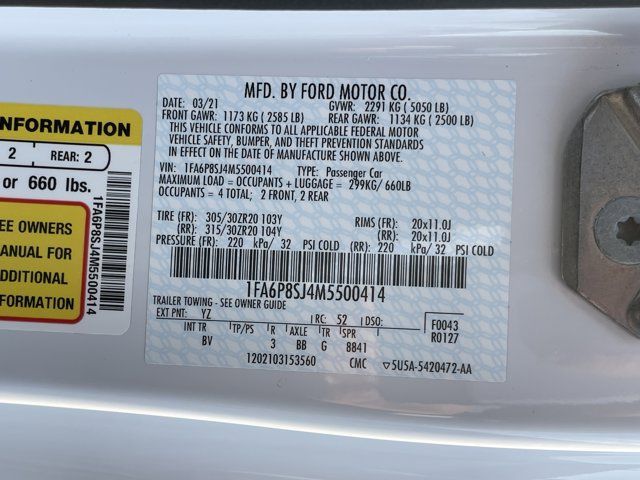 MFD. BY FORD MOTOR CO.
DATE: 03/21 GVWR: 2291 KG ( 5050 LB)
FRONT GAWR: 1173 KG ( 2585 LB) REAR GAWR: 1134 KG ( 2500 LB)
THIS VEHICLE CONFORMS TO ALL APPLICABLE FEDERAL MOTOR
VEHICLE SAFETY, BUMPER, AND THEFT PREVENTION STANDARDS
IN EFFECT ON THE DATE OF MANUFACTURE SHOWN ABOVE.
VIN: 1FA6P8SJ4M5500414 TYPE: Passenger Car
MAXIMUM LOAD = OCCUPANTS + LUGGAGE = 299KG/ 660LB
OCCUPANTS = 4 TOTAL; 2 FRONT, 2 REAR
TIRE (FR) 305/30ZR20 103Y RIMS (FR) 20x11.0J
(RR) 315/30ZR20 104Y (RR) 20x11.0J
PRESSURE (FR) 220 kPa/ 32 PSI COLD (RR) 220 kPa/ 32 PSI COLD
1FA6P8SJ4M5500414
TRAILER TOWING - SEE OWNER GUIDE
EXT PNT: YZ RC: 52 DSO: F0043
INT TR TP/PS R AXLE TR SPR R0127
BV 3 BB G 8841
1202103153560 CMC 5U5A-5420472-AA
INFORMATION
2 REAR: 2
or 660 lbs.
SEE OWNERS
MANUAL FOR
ADDITIONAL
INFORMATION
1FA6P8SJ4M5500414